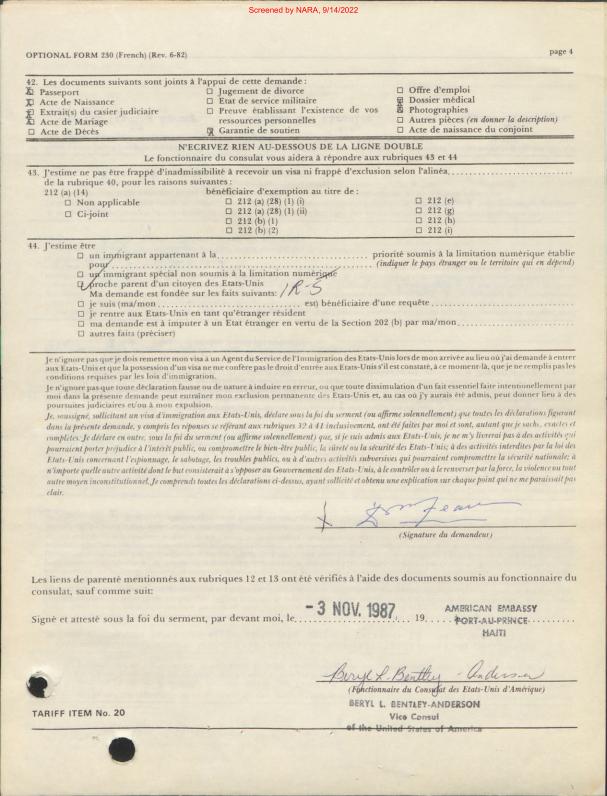 Screened by NARA, 9/14/2022
OPTIONAL FORM 230 (French) (Rev. 6-82)
page 4
42. Les documents suivants sont joints à l'appui de cette demande:
Passeport
Acte de Naissance
Extrait(s) du casier judiciaire
Acte de Mariage
Acte de Décès
Jugement de divorce
Etat de service militaire
Preuve établissant l'existence de vos
ressources personnelles
Garantie de soutien
Offre d'emploi
Dossier médical
Photographies
Autres pièces (en donner la description)
Acte de naissance du conjoint
N'ECRIVEZ RIEN AU-DESSOUS DE LA LIGNE DOUBLE
Le fonctionnaire du consulat vous aidera à répondre aux rubriques 43 et 44
43. J'estime ne pas être frappé d'inadmissibilité à recevoir un visa ni frappé d'exclusion selon l'alinéa
de la rubrique 40, pour les raisons suivantes:
212 (a) (14)
bénéficiaire d'exemption au titre de:
Non applicable
Ci-joint
212 (a) (28) (1) (i)
212 (a) (28) (1) (ii)
212 (b) (1)
212 (b) (2)
212 (e)
212 (g)
212 (h)
212 (i)
44. J'estime être
un immigrant appartenant à la priorité soumis à la limitation numérique établie
pour (indiquer le pays étranger ou le territoire qui en dépend)
un immigrant spécial non soumis à la limitation numérique
proche parent d'un citoyen des Etats-Unis
Ma demande est fondée sur les faits suivants: IR-5
je suis (ma/mon est) bénéficiaire d'une requête
je rentre aux Etats-Unis en tant qu'étranger résident
ma demande est à imputer à un Etat étranger en vertu de la Section 202 (b) par ma/mon
autres faits (préciser)
Je n'ignore pas que je dois remettre mon visa à un Agent du Service de l'Immigration des Etats-Unis lors de mon arrivée au lieu où j'ai demandé à entrer
aux Etats-Unis et que la possession d'un visa ne me confère pas le droit d'entrée aux Etats-Unis s'il est constaté, à ce moment-là, que je ne remplis pas les
conditions requises par les lois d'immigration.
Je n'ignore pas que toute déclaration fausse ou de nature à induire en erreur, ou que toute dissimulation d'un fait essentiel faite intentionnellement par
moi dans la présente demande peut entraîner mon exclusion permanente des Etats-Unis et, au cas où j'y aurais été admis, peut donner lieu à des
poursuites judiciaires et/ou à mon expulsion.
Je, soussigné, sollicitant un visa d'immigration aux Etats-Unis, déclare sous la foi du serment (ou affirme solennellement) que toutes les déclarations figurant
dans la présente demande, y compris les réponses se référant aux rubriques 32 à 41 inclusivement, ont été faites par moi et sont, autant que je sache, exactes et
complètes. Je déclare en outre, sous la foi du serment (ou affirme solennellement) que, si je suis admis aux Etats-Unis, je ne m'y livrerai pas à des activités qui
pourraient porter préjudice à l'intérêt public, ou compromettre le bien-être public, la sûreté ou la sécurité des Etats-Unis; à des activités interdites par la loi des
Etats-Unis concernant l'espionnage, le sabotage, les troubles publics, ou à d'autres activités subversives qui pourraient compromettre la sécurité nationale; à
n'importe quelle autre activité dont le but consisterait à s'opposer au Gouvernement des Etats-Unis, à le contrôler ou à le renverser par la force, la violence ou tout
autre moyen inconstitutionnel. Je comprends toutes les déclarations ci-dessus, ayant sollicité et obtenu une explication sur chaque point qui ne me paraissait pas
clair.
(Signature du demandeur)
Les liens de parenté mentionnés aux rubriques 12 et 13 ont été vérifiés à l'aide des documents soumis au fonctionnaire du
consulat, sauf comme suit:
Signé et attesté sous la foi du serment, par devant moi, le - 3 NOV. 1987 19
AMERICAN EMBASSY
PORT-AU-PRINCE
HAITI
Beryl L. Bentley-Anderson
(Fonctionnaire du Consulat des Etats-Unis d'Amérique)
BERYL L. BENTLEY-ANDERSON
Vice Consul
of the United States of America
TARIFF ITEM No. 20